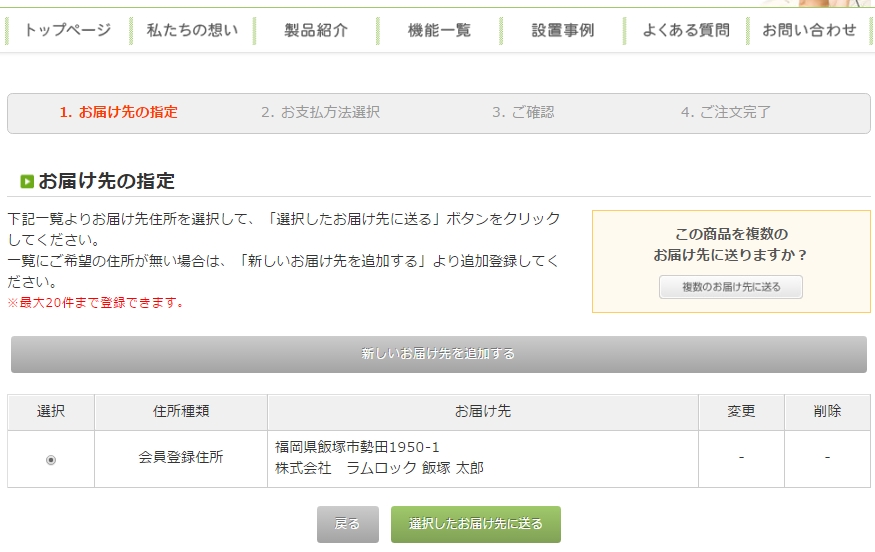 トップページ 私たちの想い 製品紹介 機能一覧 設置事例 よくある質問 お問い合わせ
1. お届け先の指定 2. お支払方法選択 3. ご確認 4. ご注文完了
お届け先の指定
下記一覧よりお届け先住所を選択して、「選択したお届け先に送る」ボタンをクリック
してください。
一覧にご希望の住所が無い場合は、「新しいお届け先を追加する」より追加登録してく
ださい。
※最大20件まで登録できます。
この商品を複数の
お届け先に送りますか？
複数のお届け先に送る
新しいお届け先を追加する
選択 住所種類 お届け先 変更 削除
会員登録住所 福岡県飯塚市勢田1950-1 - -
株式会社　ラムロック 飯塚 太郎
戻る 選択したお届け先に送る